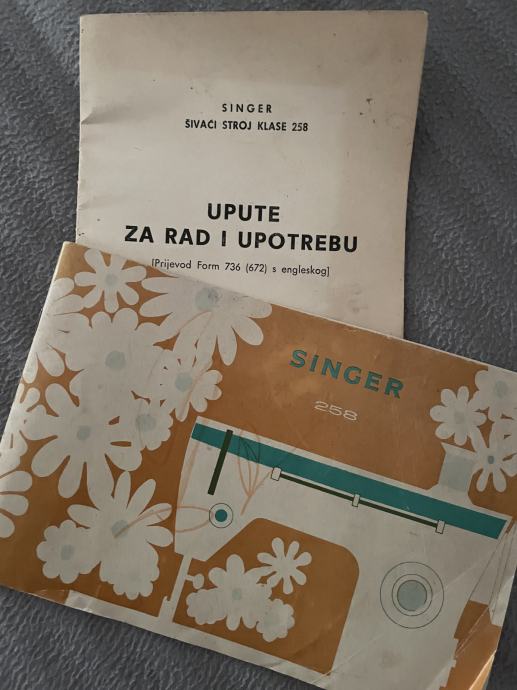 SINGER
ŠIVAĆI STROJ KLASE 258
UPUTE
ZA RAD I UPOTREBU
[Prijevod Form 736 (672) s engleskog]
SINGER
258